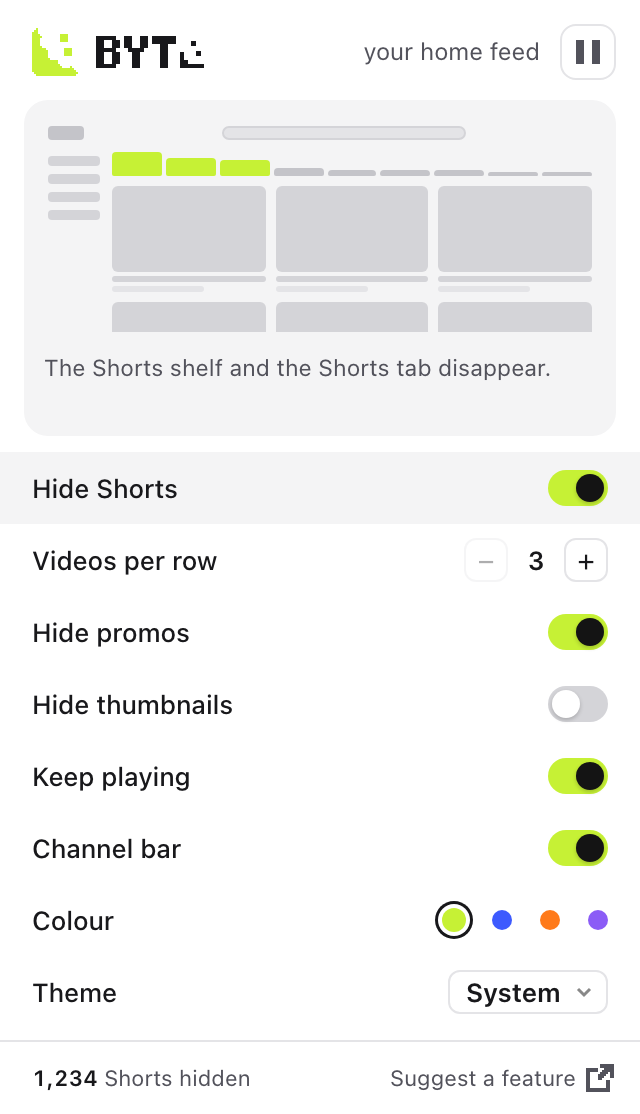 BYTe
your home feed
The Shorts shelf and the Shorts tab disappear.
Hide Shorts
Videos per row − 3 +
Hide promos
Hide thumbnails
Keep playing
Channel bar
Colour
Theme System
1,234 Shorts hidden
Suggest a feature